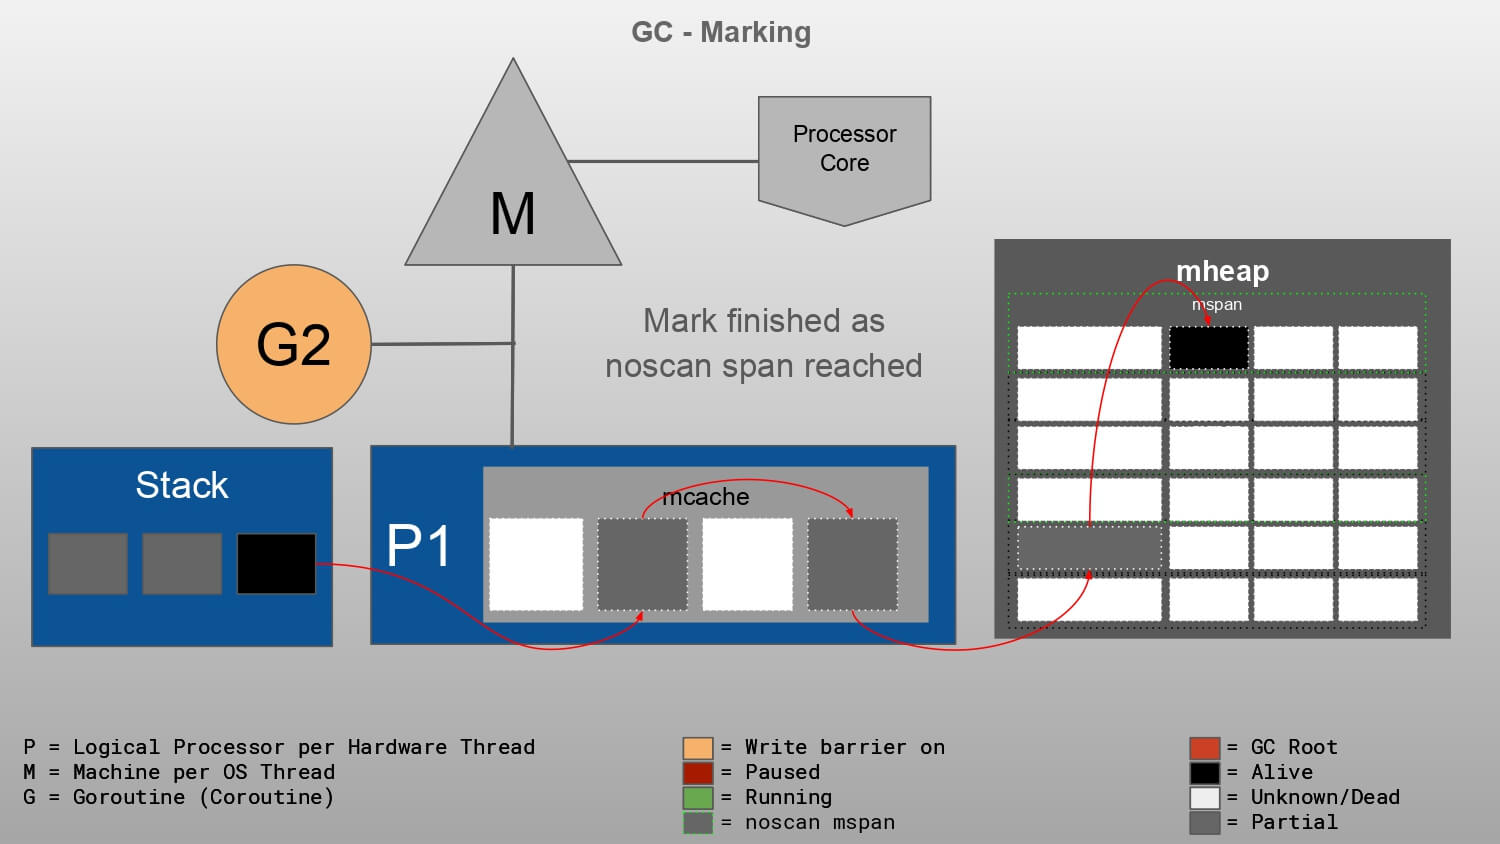 GC - Marking
Processor
Core
M
mheap
mspan
G2
Mark finished as
noscan span reached
Stack
mcache
P1
P = Logical Processor per Hardware Thread
M = Machine per OS Thread
G = Goroutine (Coroutine)
= Write barrier on
= Paused
= Running
= noscan mspan
= GC Root
= Alive
= Unknown/Dead
= Partial